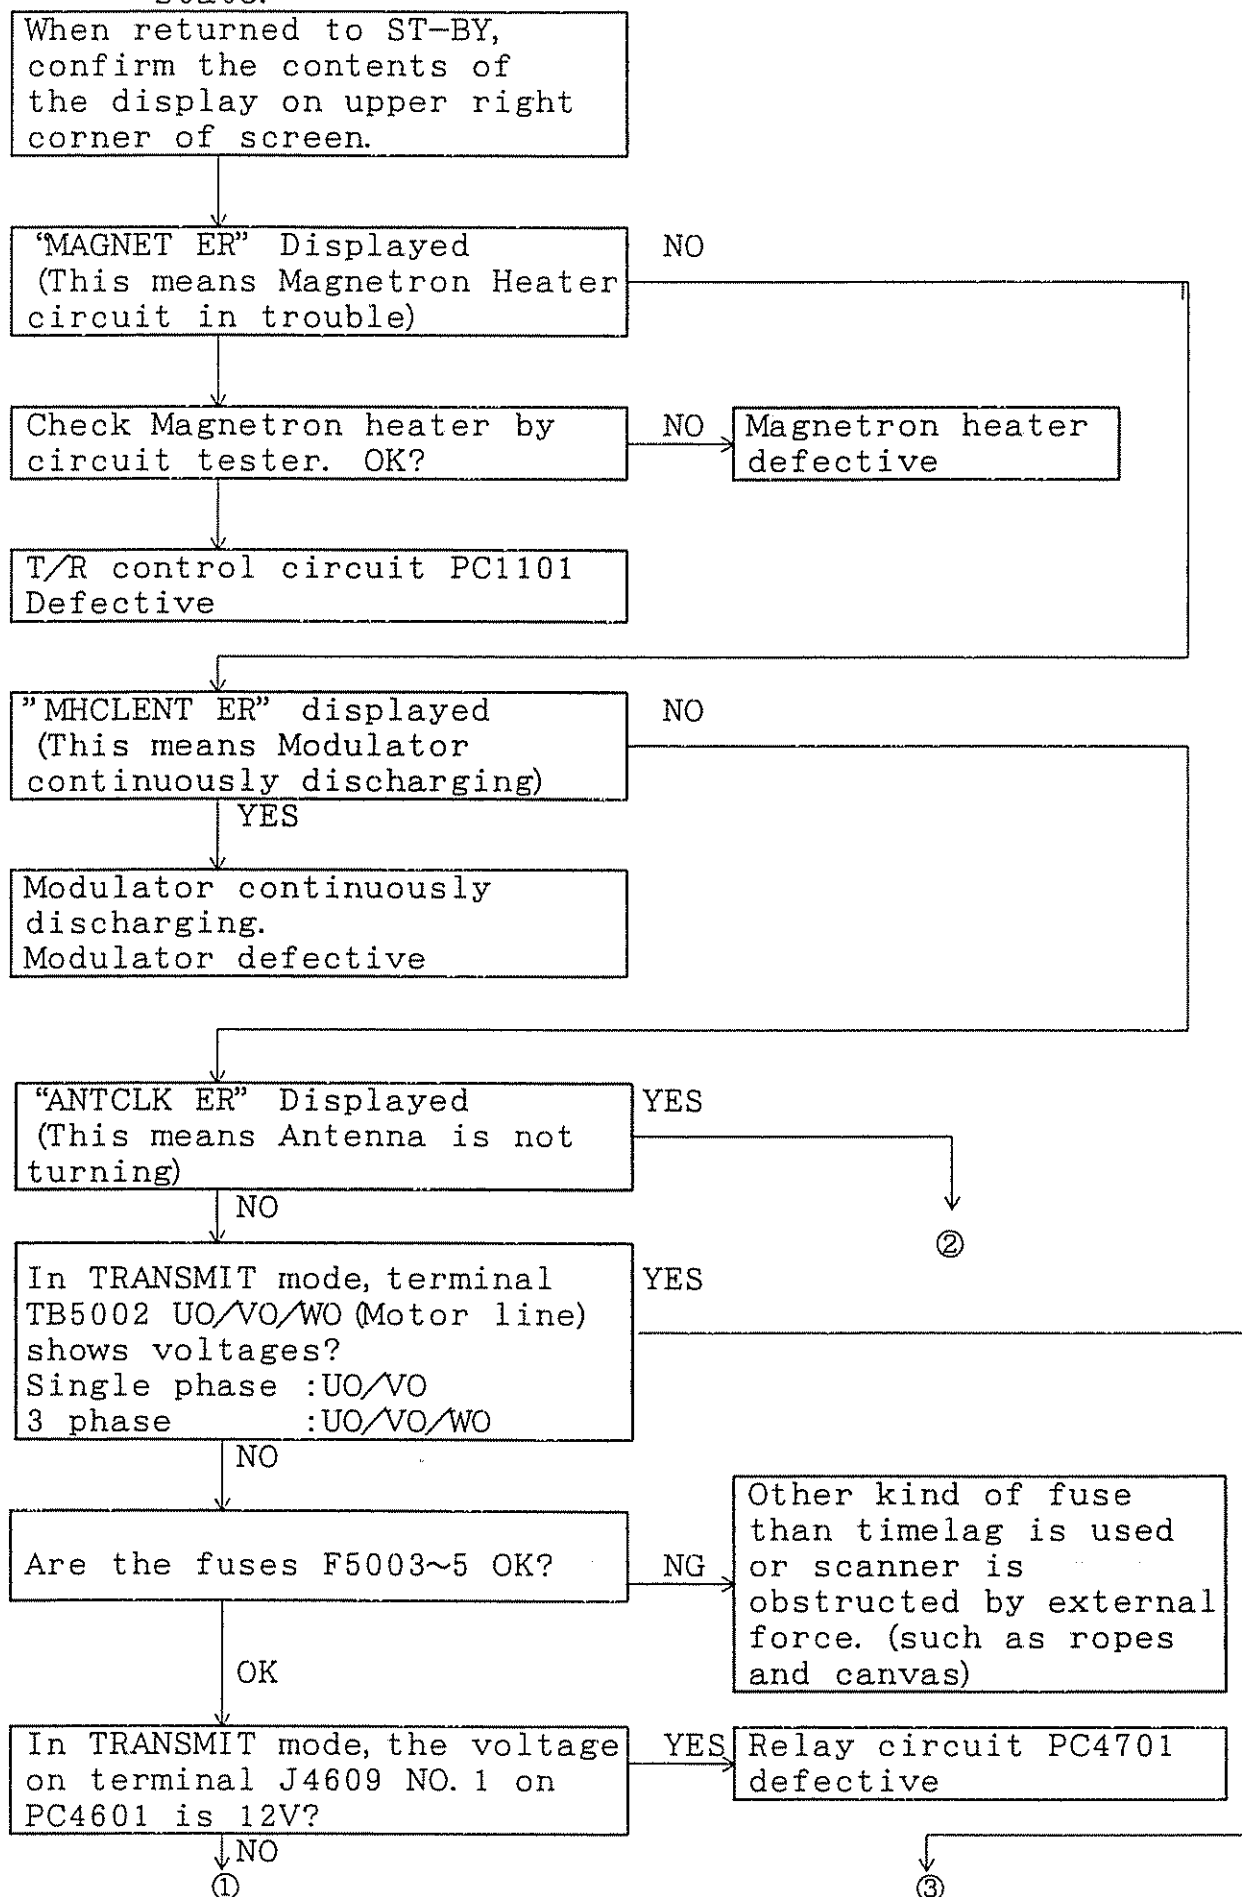 state.
When returned to ST-BY,
confirm the contents of
the display on upper right
corner of screen.
“MAGNET ER” Displayed
(This means Magnetron Heater
circuit in trouble)
NO
Check Magnetron heater by
circuit tester. OK?
NO
Magnetron heater
defective
T/R control circuit PC1101
Defective
”MHCLENT ER” displayed
(This means Modulator
continuously discharging)
NO
YES
Modulator continuously
discharging.
Modulator defective
“ANTCLK ER” Displayed
(This means Antenna is not
turning)
YES
NO
②
In TRANSMIT mode, terminal
TB5002 UO/VO/WO (Motor line)
shows voltages?
Single phase :UO/VO
3 phase :UO/VO/WO
YES
NO
Are the fuses F5003~5 OK?
NG
Other kind of fuse
than timelag is used
or scanner is
obstructed by external
force. (such as ropes
and canvas)
OK
In TRANSMIT mode, the voltage
on terminal J4609 NO. 1 on
PC4601 is 12V?
YES
Relay circuit PC4701
defective
NO
①
③